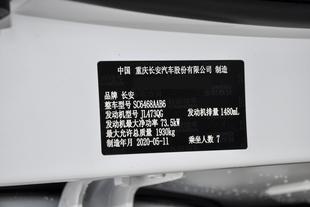 中国 重庆长安汽车股份有限公司 制造
品牌 长安
整车型号 SC6468AAB6
发动机型号 JL473QG 发动机排量 1480mL
发动机最大净功率 73.5kW
最大允许总质量 1930kg
制造年月 2020-05-11 乘坐人数 7